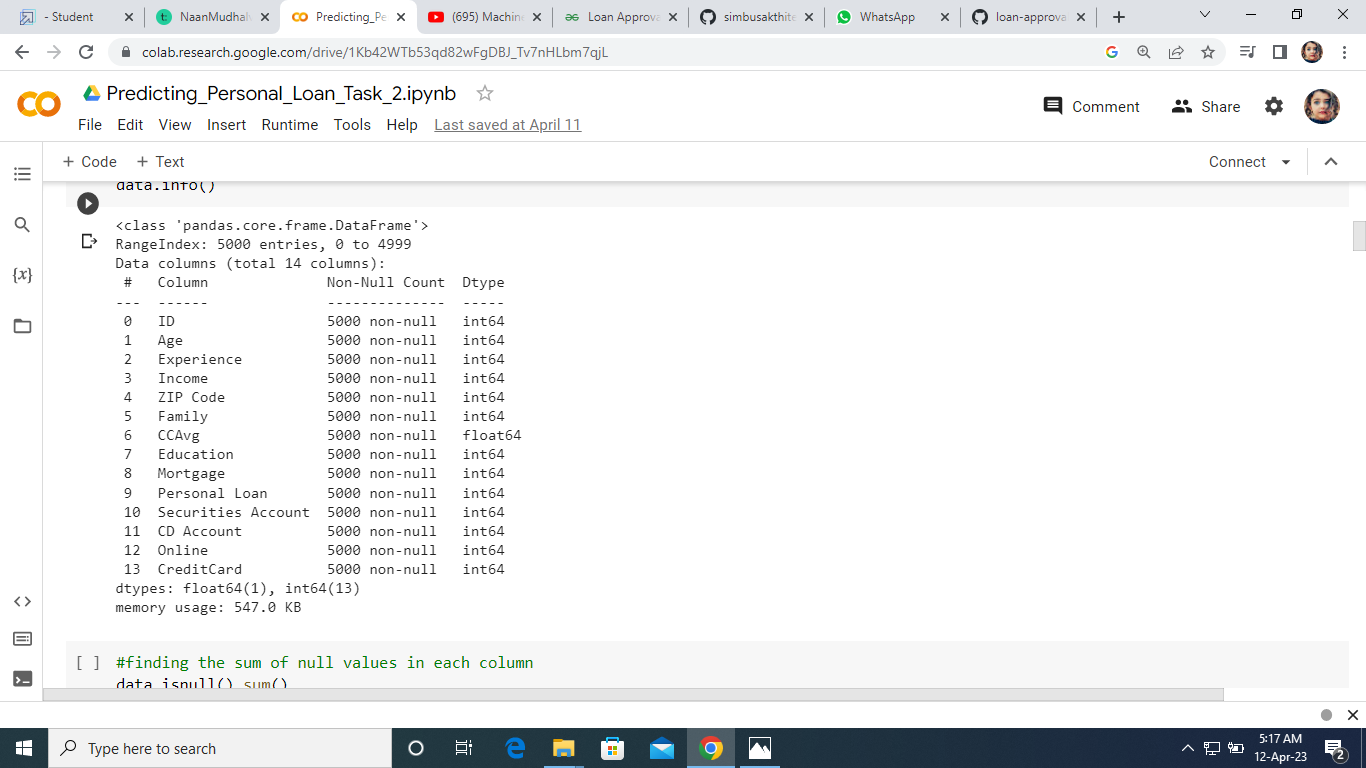 - Student
NaanMudhal
Predicting_Pe
(695) Machine
Loan Approva
simbusakthite
WhatsApp
loan-approval
colab.research.google.com/drive/1Kb42WTb53qd82wFgDBJ_Tv7nHLbm7qjL
Predicting_Personal_Loan_Task_2.ipynb
Comment
Share
File Edit View Insert Runtime Tools Help Last saved at April 11
+ Code + Text
Connect
data.info()
<class 'pandas.core.frame.DataFrame'>
RangeIndex: 5000 entries, 0 to 4999
Data columns (total 14 columns):
 #   Column              Non-Null Count  Dtype
---  ------              --------------  -----
 0   ID                  5000 non-null   int64
 1   Age                 5000 non-null   int64
 2   Experience          5000 non-null   int64
 3   Income              5000 non-null   int64
 4   ZIP Code            5000 non-null   int64
 5   Family              5000 non-null   int64
 6   CCAvg               5000 non-null   float64
 7   Education           5000 non-null   int64
 8   Mortgage            5000 non-null   int64
 9   Personal Loan       5000 non-null   int64
 10  Securities Account  5000 non-null   int64
 11  CD Account          5000 non-null   int64
 12  Online              5000 non-null   int64
 13  CreditCard          5000 non-null   int64
dtypes: float64(1), int64(13)
memory usage: 547.0 KB
[ ] #finding the sum of null values in each column
data.isnull().sum()
Type here to search
5:17 AM
12-Apr-23
2